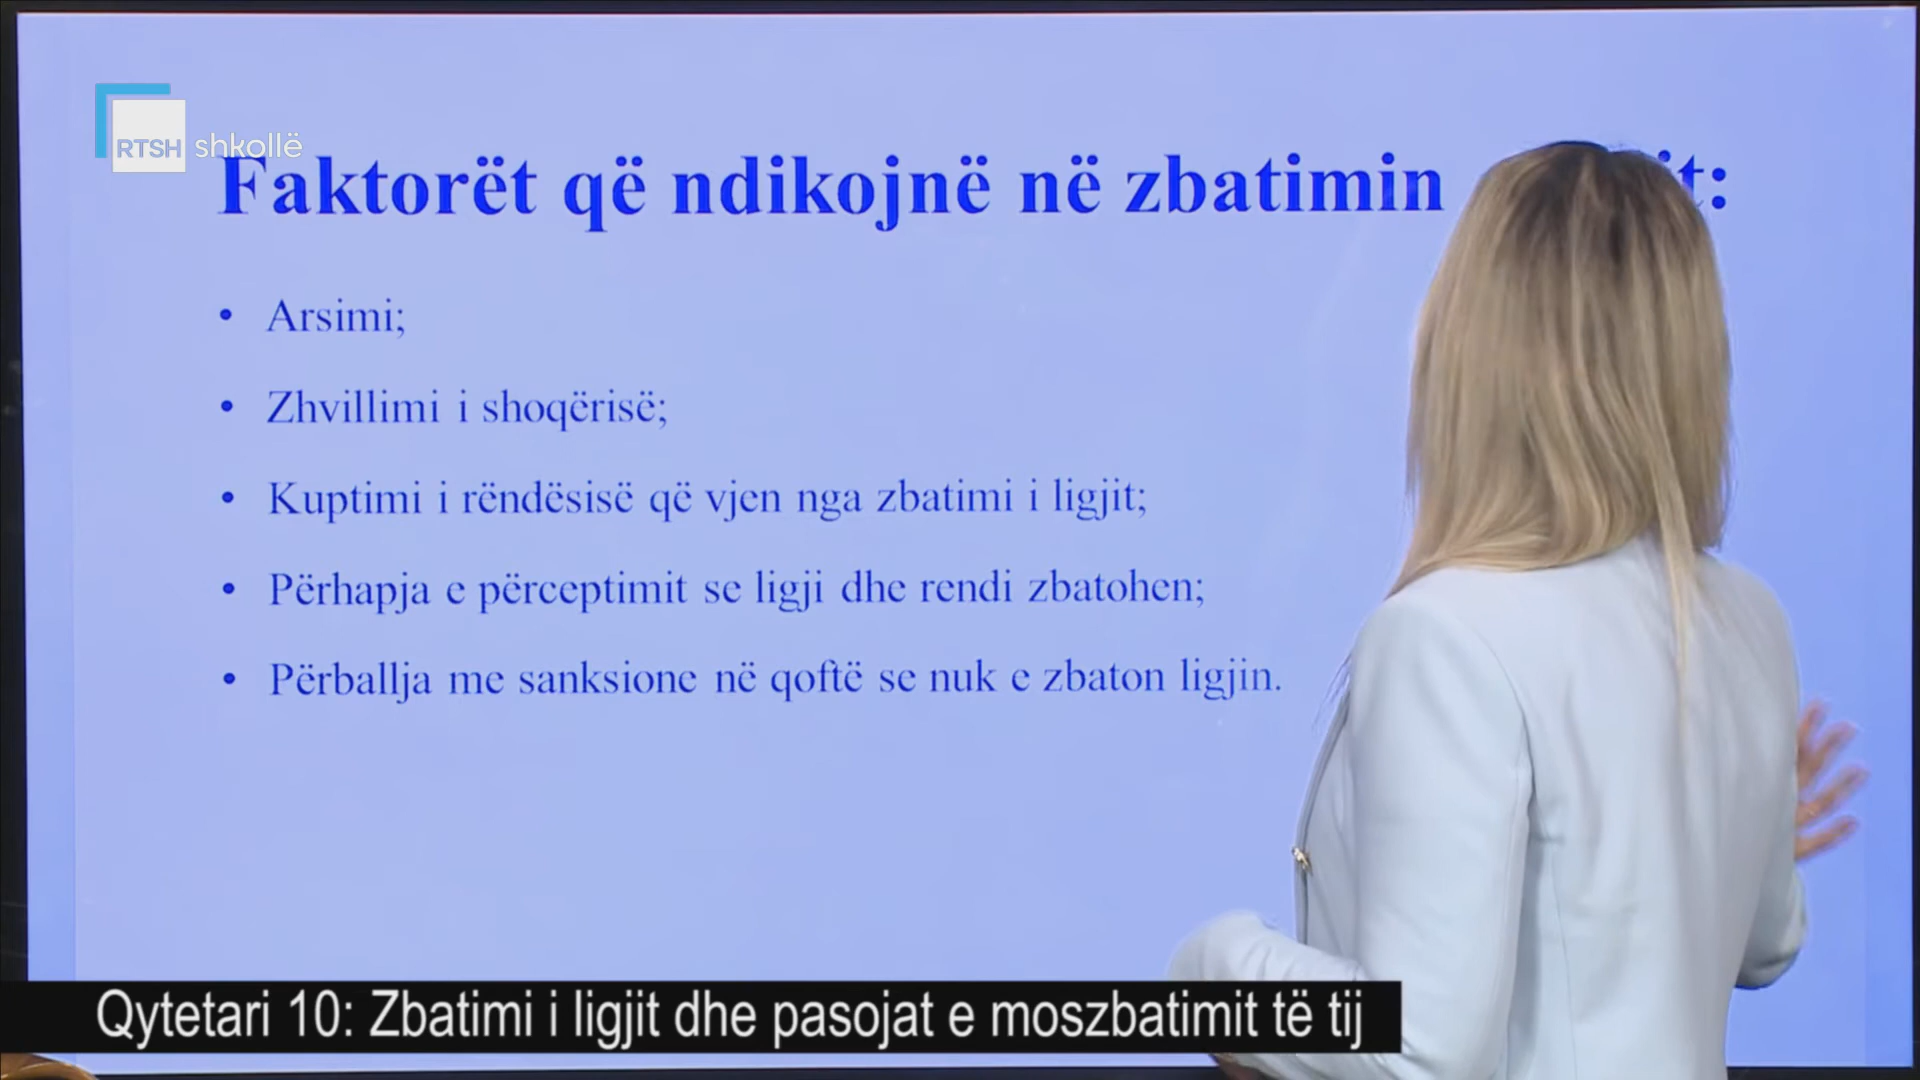 RTSH shkollë
Faktorët që ndikojnë në zbatimin
• Arsimi;
• Zhvillimi i shoqërisë;
• Kuptimi i rëndësisë që vjen nga zbatimi i ligjit;
• Përhapja e përceptimit se ligji dhe rendi zbatohen;
• Përballja me sanksione në qoftë se nuk e zbaton ligjin.
Qytetari 10: Zbatimi i ligjit dhe pasojat e moszbatimit të tij